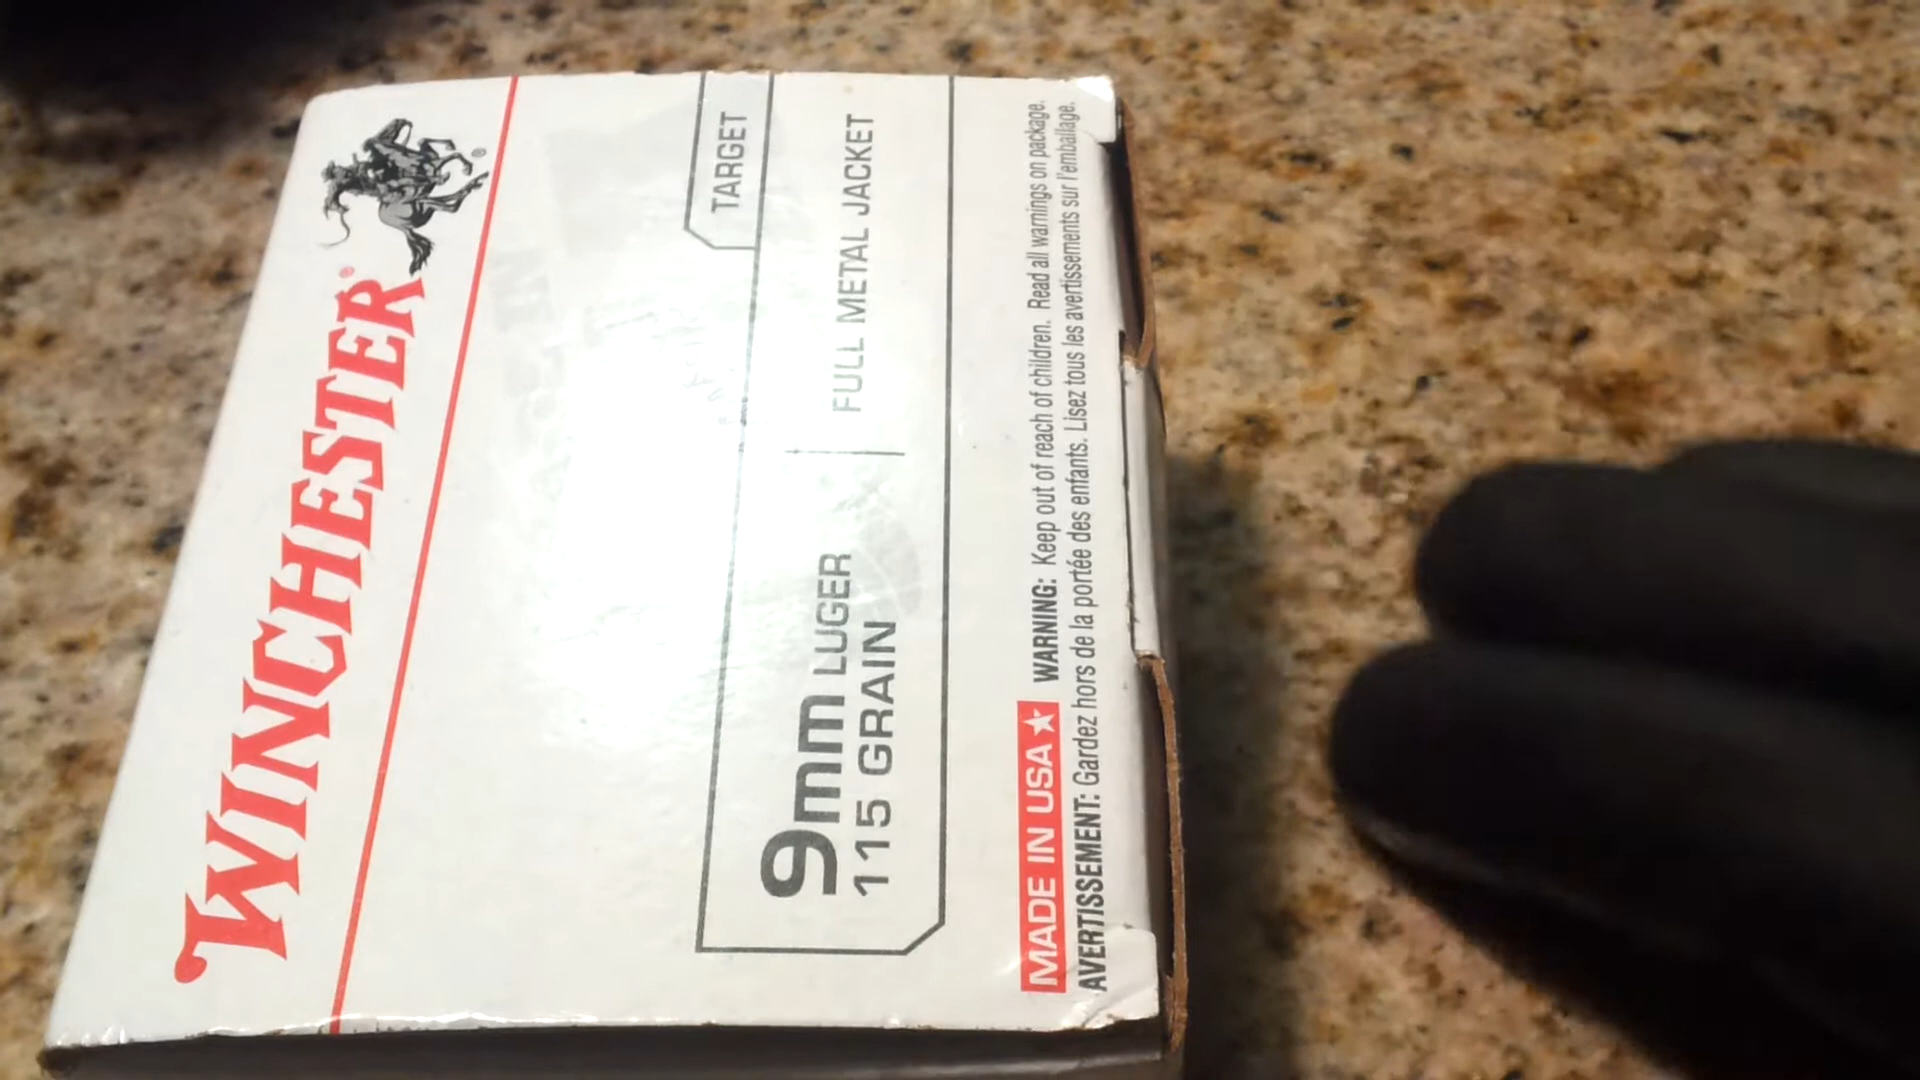 WINCHESTER®
®
TARGET
9mm LUGER
115 GRAIN
FULL METAL JACKET
MADE IN USA★ WARNING: Keep out of reach of children. Read all warnings on package.
AVERTISSEMENT: Gardez hors de la portée des enfants. Lisez tous les avertissements sur l'emballage.